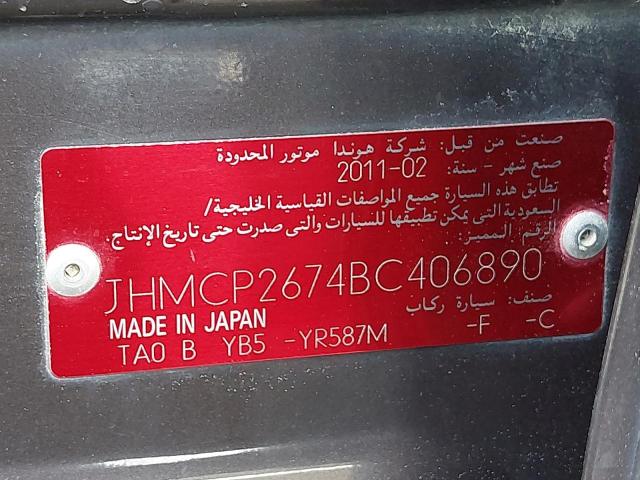 صنعت من قبل: شركة هوندا موتور المحدودة
صنع شهر - سنة: 02-2011
تطابق هذه السيارة جميع المواصفات القياسية الخليجية/
السعودية التي يمكن تطبيقها للسيارات والتي صدرت حتى تاريخ الإنتاج.
الرقم المميز:
JHMCP2674BC406890
صنف: سيارة ركاب
MADE IN JAPAN
TA0 B YB5 -YR587M -F -C